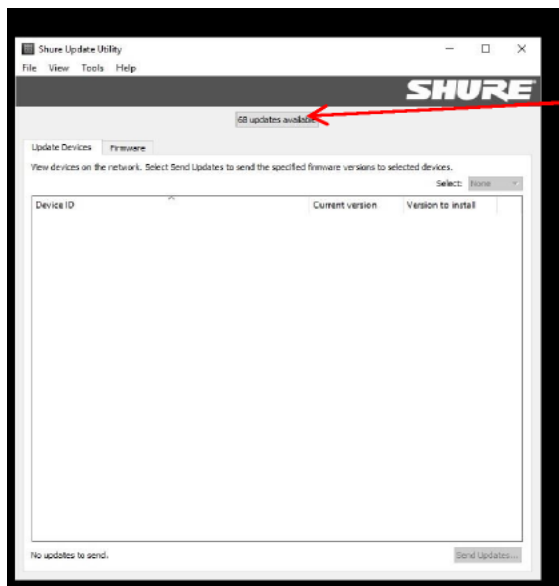 Shure Update Utility
File View Tools Help
SHURE
68 updates available
Update Devices Firmware
View devices on the network. Select Send Updates to send the specified firmware versions to selected devices.
Select: None
Device ID Current version Version to install
No updates to send. Send Updates...